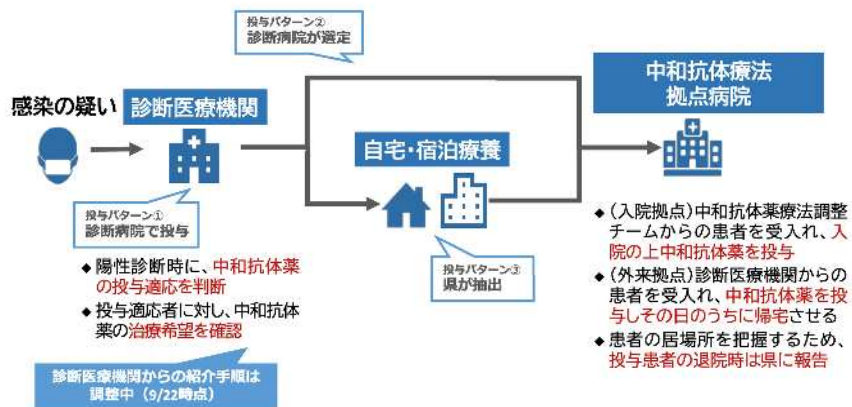 投与パターン②
診断病院が選定
感染の疑い
診断医療機関
自宅・宿泊療養
中和抗体療法
拠点病院
投与パターン①
診断病院で投与
投与パターン③
県が抽出
◆陽性診断時に、中和抗体薬
の投与適応を判断
◆投与適応者に対し、中和抗体
薬の治療希望を確認
診断医療機関からの紹介手順は
調整中（9/22時点）
◆（入院拠点）中和抗体薬療法調整
チームからの患者を受入れ、入
院の上中和抗体薬を投与
◆（外来拠点）診断医療機関からの
患者を受入れ、中和抗体薬を投
与しその日のうちに帰宅させる
◆患者の居場所を把握するため、
投与患者の退院時は県に報告